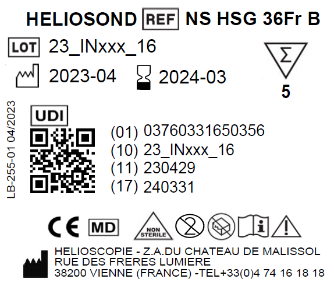 HELIOSOND REF NS HSG 36Fr B
LOT 23_INxxx_16
2023-04 2024-03
Σ
5
LB-255-01 04/2023
UDI
(01) 03760331650356
(10) 23_INxxx_16
(11) 230429
(17) 240331
CE MD NON STERILE 2 i
HELIOSCOPIE - Z.A.DU CHATEAU DE MALISSOL
RUE DES FRERES LUMIERE
38200 VIENNE (FRANCE) -TEL+33(0)4 74 16 18 18